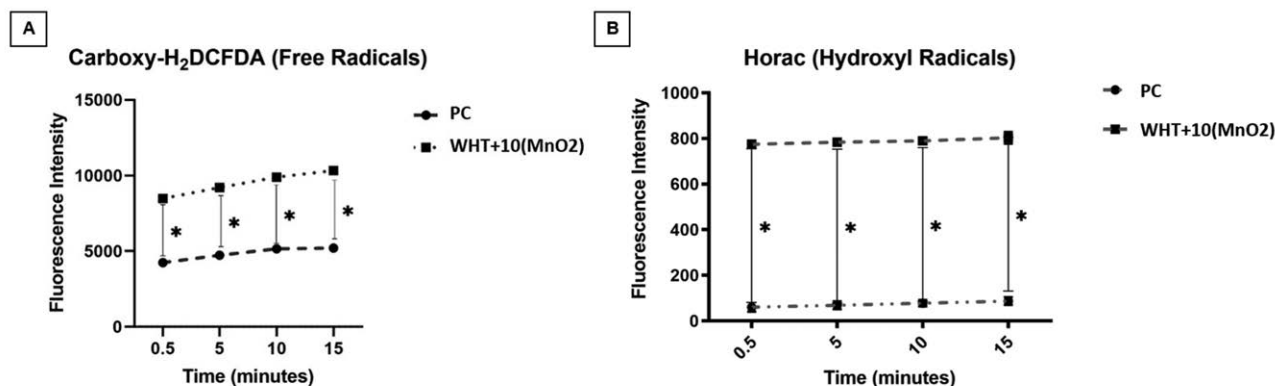 A
Carboxy-H₂DCFDA (Free Radicals)
Fluorescence Intensity
15000
10000
5000
0
0.5 5 10 15
Time (minutes)
PC
WHT+10(MnO2)
*
*
*
*
B
Horac (Hydroxyl Radicals)
Fluorescence Intensity
1000
800
600
400
200
0
0.5 5 10 15
Time (minutes)
PC
WHT+10(MnO2)
*
*
*
*